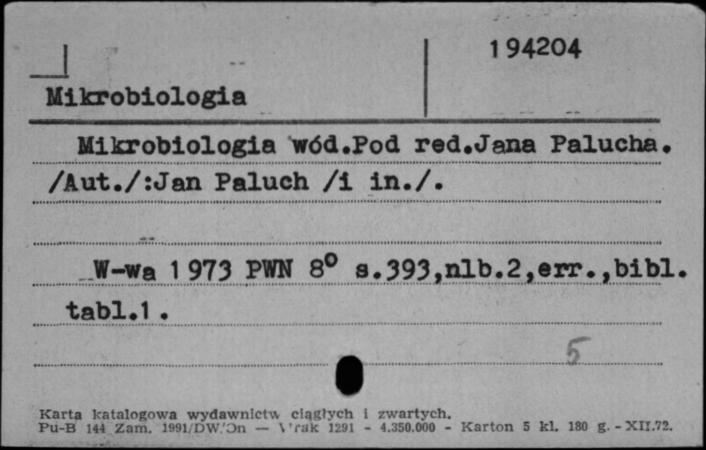 194204
Mikrobiologia
Mikrobiologia wód.Pod red.Jana Palucha.
/Aut./:Jan Paluch /i in./.
W-wa 1973 PWN 8° s.393,nlb.2,err.,bibl.
tabl.1.
5
Karta katalogowa wydawnictw ciągłych i zwartych.
Pu-B 144 Zam. 1991/DW. — 1291 - 4.350.000 - Karton 5 kl. 180 g. - XII.72.